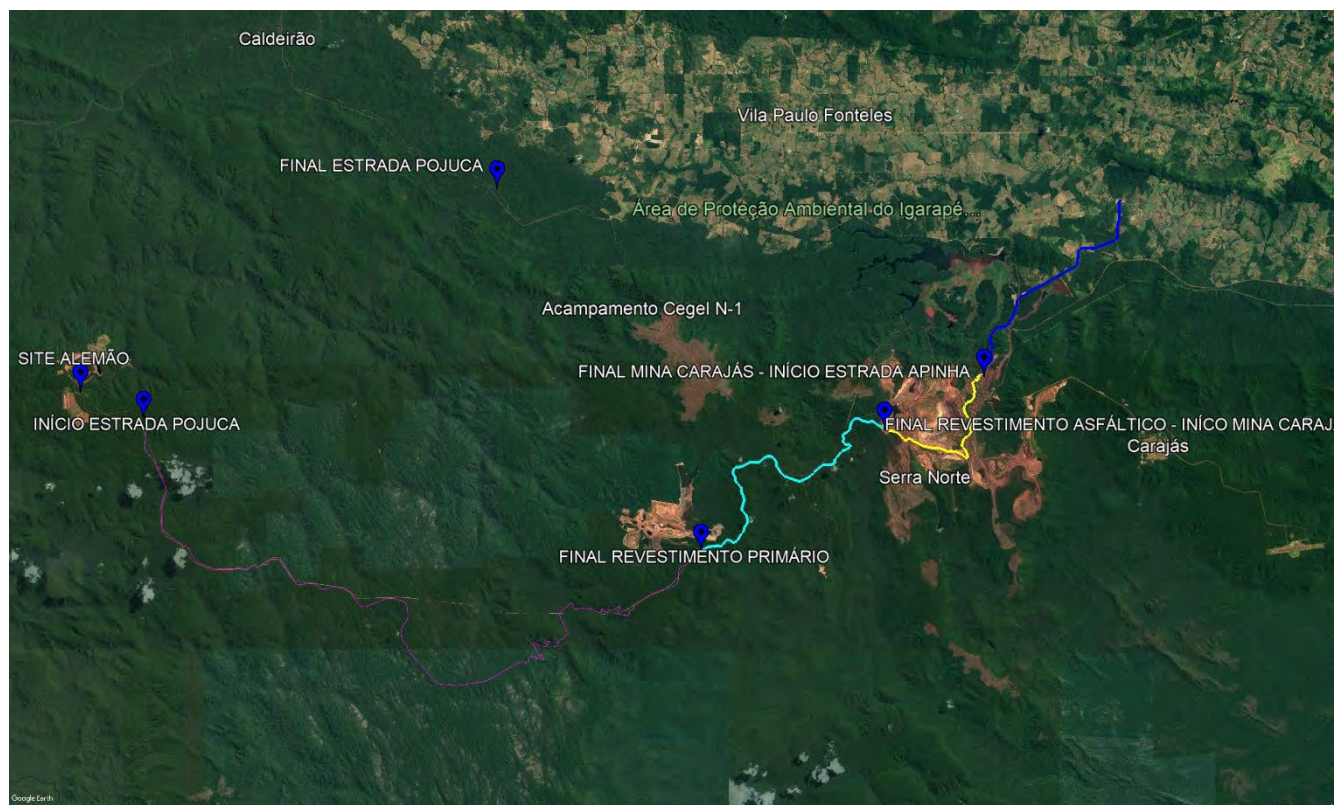 Caldeirão
Vila Paulo Fonteles
FINAL ESTRADA POJUCA
Área de Proteção Ambiental do Igarapé...
Acampamento Cegel N-1
SITE ALEMÃO
FINAL MINA CARAJÁS - INÍCIO ESTRADA APINHA
INÍCIO ESTRADA POJUCA
FINAL REVESTIMENTO ASFÁLTICO - INÍCO MINA CARAJ
Carajás
Serra Norte
FINAL REVESTIMENTO PRIMÁRIO
Google Earth